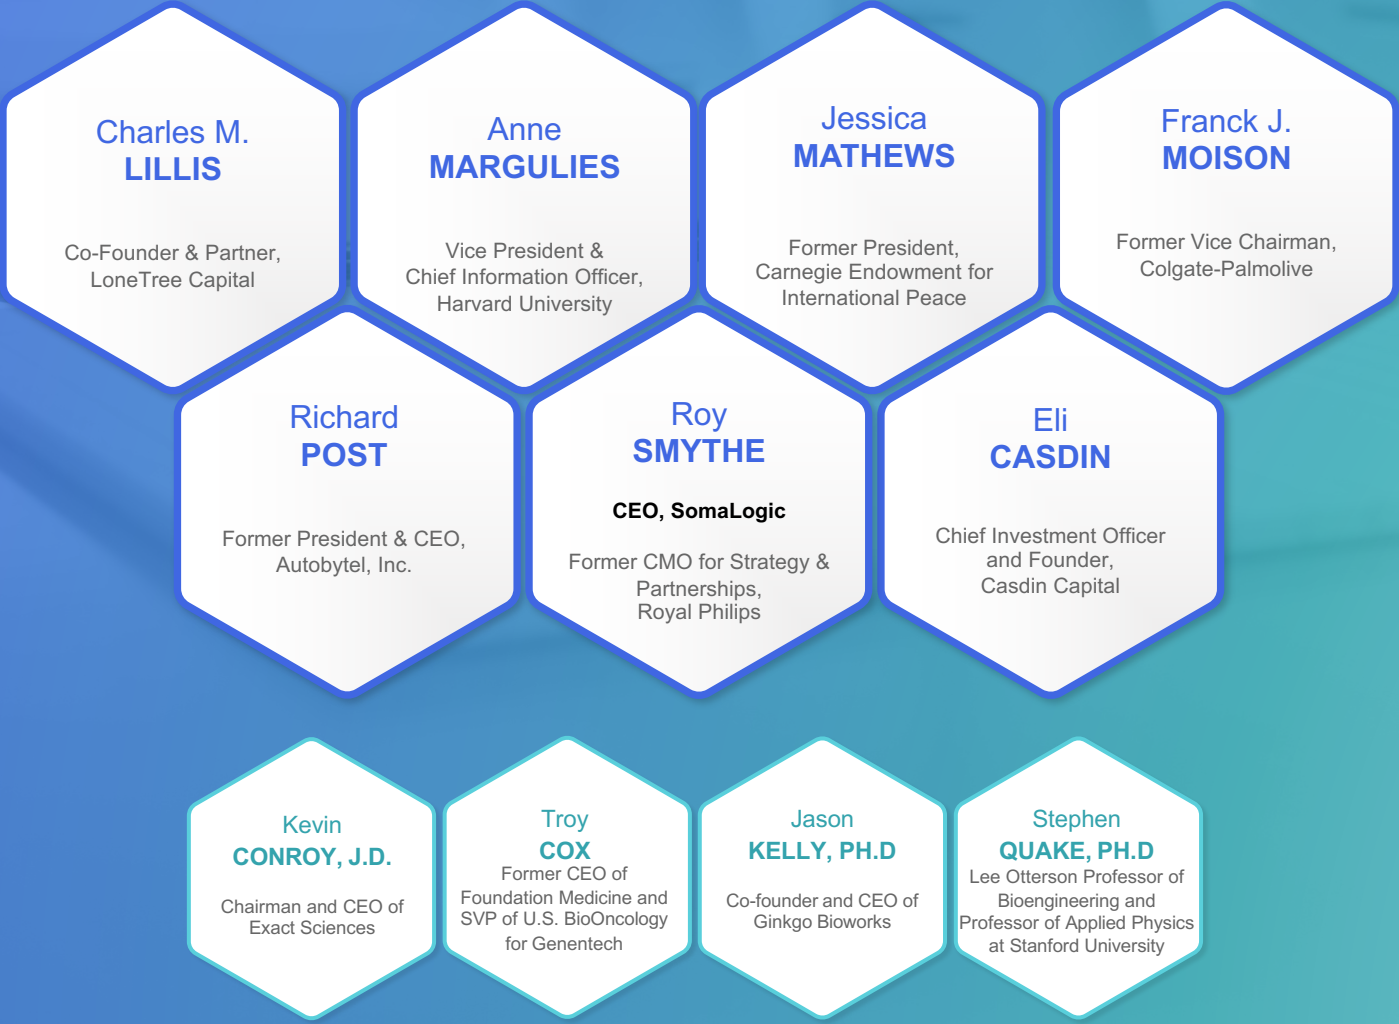 Charles M.
LILLIS
Co-Founder & Partner,
LoneTree Capital
Anne
MARGULIES
Vice President &
Chief Information Officer,
Harvard University
Jessica
MATHEWS
Former President,
Carnegie Endowment for
International Peace
Franck J.
MOISON
Former Vice Chairman,
Colgate-Palmolive
Richard
POST
Former President & CEO,
Autobytel, Inc.
Roy
SMYTHE
CEO, SomaLogic
Former CMO for Strategy &
Partnerships,
Royal Philips
Eli
CASDIN
Chief Investment Officer
and Founder,
Casdin Capital
Kevin
CONROY, J.D.
Chairman and CEO of
Exact Sciences
Troy
COX
Former CEO of
Foundation Medicine and
SVP of U.S. BioOncology
for Genentech
Jason
KELLY, PH.D
Co-founder and CEO of
Ginkgo Bioworks
Stephen
QUAKE, PH.D
Lee Otterson Professor of
Bioengineering and
Professor of Applied Physics
at Stanford University